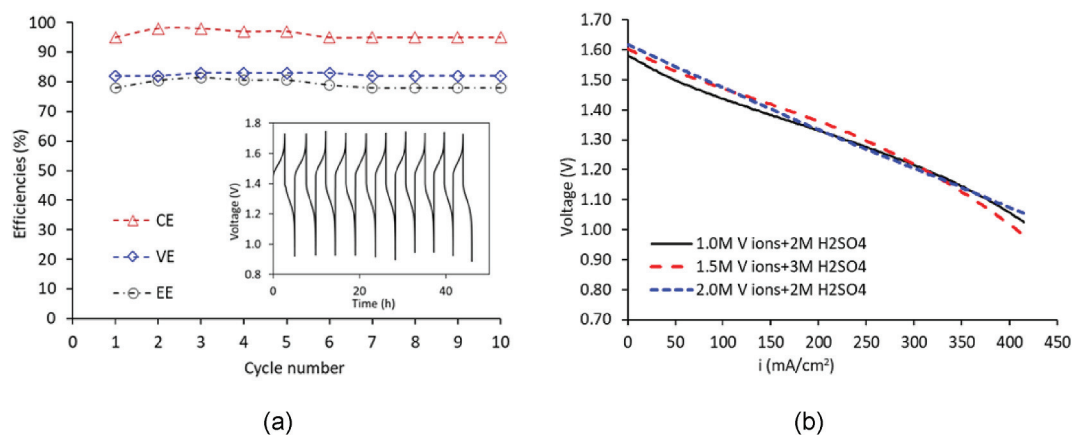 100
90
80
70
60
50
40
30
20
10
0
Efficiencies (%)
0 1 2 3 4 5 6 7 8 9 10
Cycle number
CE
VE
EE
1.8
1.6
1.4
1.2
1.0
0.8
Voltage (V)
0 20 40
Time (h)
(a)
1.70
1.60
1.50
1.40
1.30
1.20
1.10
1.00
0.90
0.80
0.70
Voltage (V)
1.0M V ions+2M H2SO4
1.5M V ions+3M H2SO4
2.0M V ions+2M H2SO4
0 50 100 150 200 250 300 350 400 450
i (mA/cm²)
(b)